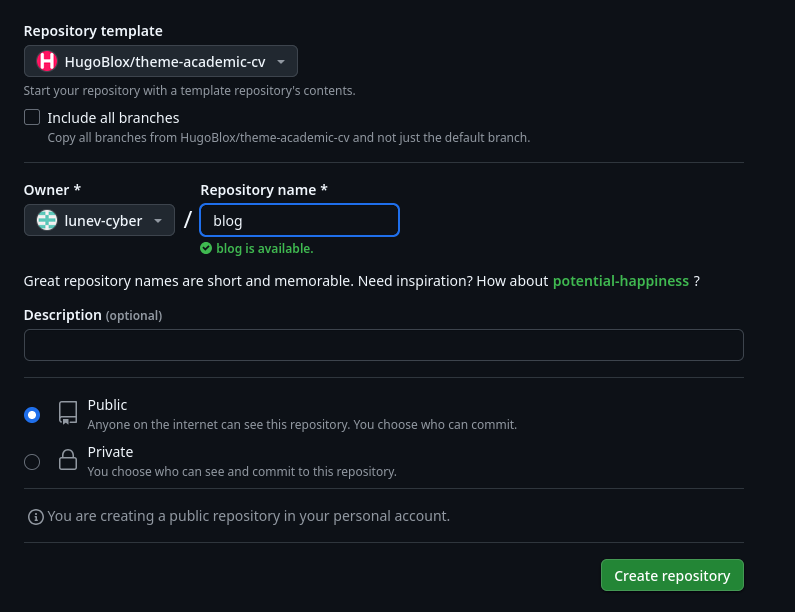 Repository template
HugoBlox/theme-academic-cv
Start your repository with a template repository's contents.
Include all branches
Copy all branches from HugoBlox/theme-academic-cv and not just the default branch.
Owner * Repository name *
lunev-cyber / blog
blog is available.
Great repository names are short and memorable. Need inspiration? How about potential-happiness ?
Description (optional)
Public
Anyone on the internet can see this repository. You choose who can commit.
Private
You choose who can see and commit to this repository.
You are creating a public repository in your personal account.
Create repository